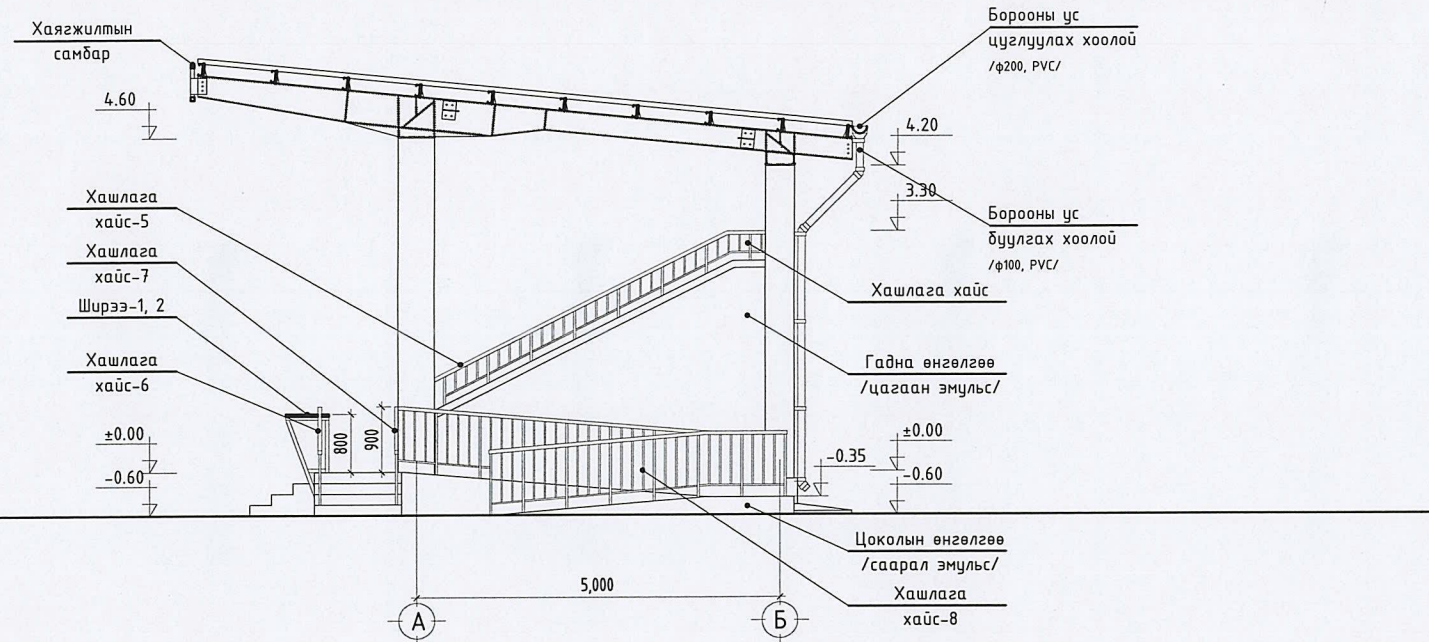 Хаягжилтын
самбар
Борооны ус
цуглуулах хоолой
/ф200, PVC/
4.60
4.20
3.30
Хашлага
хайс-5
Борооны ус
буулгах хоолой
/ф100, PVC/
Хашлага
хайс-7
Хашлага хайс
Ширээ-1, 2
Хашлага
хайс-6
Гадна өнгөлгөө
/цагаан эмульс/
±0.00
800
900
±0.00
-0.35
-0.60
-0.60
Цоколын өнгөлгөө
/саарал эмульс/
5,000
Хашлага
хайс-8
А
Б